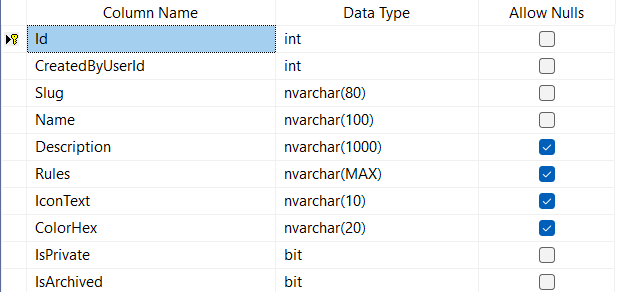 Column Name Data Type Allow Nulls
Id int
CreatedByUserId int
Slug nvarchar(80)
Name nvarchar(100)
Description nvarchar(1000)
Rules nvarchar(MAX)
IconText nvarchar(10)
ColorHex nvarchar(20)
IsPrivate bit
IsArchived bit